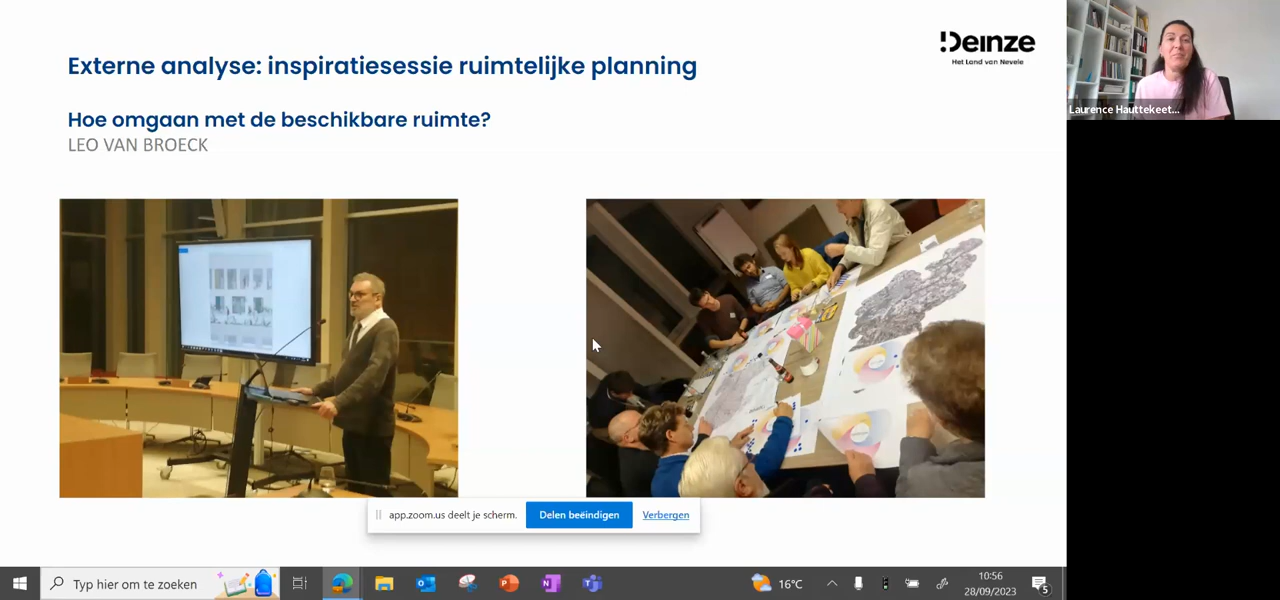 Externe analyse: inspiratiesessie ruimtelijke planning
Deinze
Het Land van Nevele
Hoe omgaan met de beschikbare ruimte?
LEO VAN BROECK
Laurence Hauttekeet...
app.zoom.us deelt je scherm.
Delen beëindigen
Verbergen
Typ hier om te zoeken
16°C
10:56
28/09/2023
5